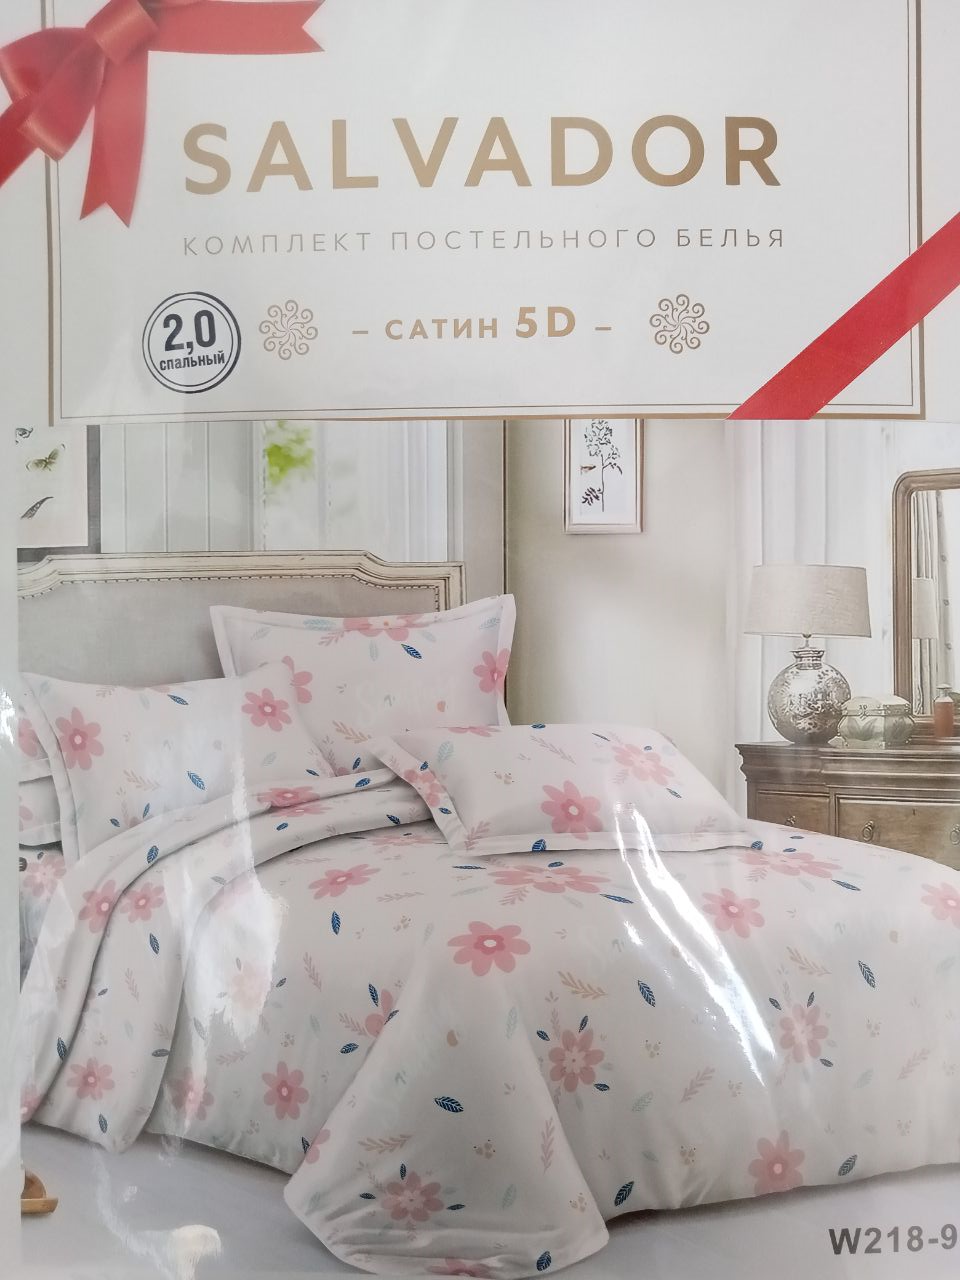 SALVADOR
КОМПЛЕКТ ПОСТЕЛЬНОГО БЕЛЬЯ
2,0
спальный
– САТИН 5D –
W218-9